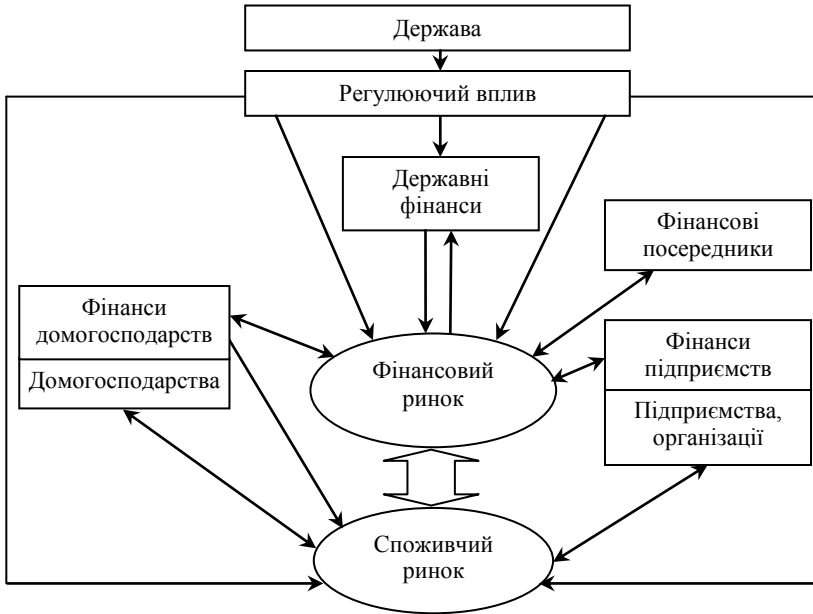 Держава
Регулюючий вплив
Державні
фінанси
Фінансові
посередники
Фінанси
домогосподарств
Домогосподарства
Фінансовий
ринок
Фінанси
підприємств
Підприємства,
організації
Споживчий
ринок